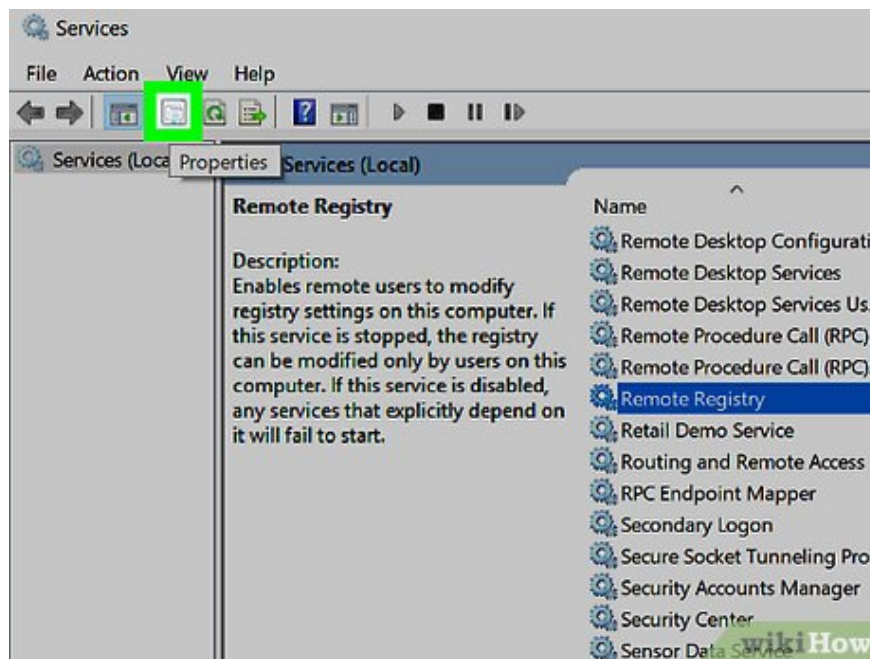 Services
File Action View Help
Services (Loca
Properties
Services (Local)
Remote Registry
Description:
Enables remote users to modify
registry settings on this computer. If
this service is stopped, the registry
can be modified only by users on this
computer. If this service is disabled,
any services that explicitly depend on
it will fail to start.
Name
Remote Desktop Configurati
Remote Desktop Services
Remote Desktop Services Us.
Remote Procedure Call (RPC)
Remote Procedure Call (RPC).
Remote Registry
Retail Demo Service
Routing and Remote Access
RPC Endpoint Mapper
Secondary Logon
Secure Socket Tunneling Pro
Security Accounts Manager
Security Center
Sensor Data Service
wikiHow